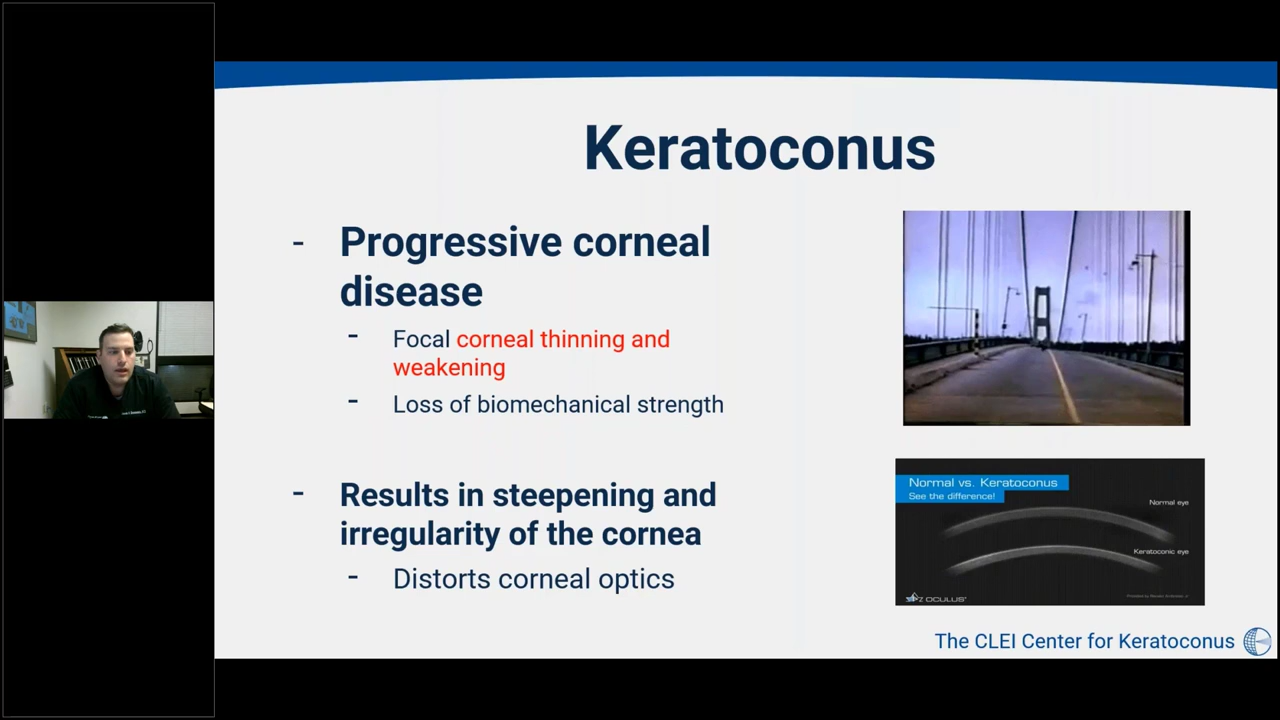 Keratoconus
- Progressive corneal
disease
- Focal corneal thinning and
weakening
- Loss of biomechanical strength
- Results in steepening and
irregularity of the cornea
- Distorts corneal optics
Normal vs. Keratoconus
See the difference!
Normal eye
Keratoconic eye
OCULUS®
The CLEI Center for Keratoconus